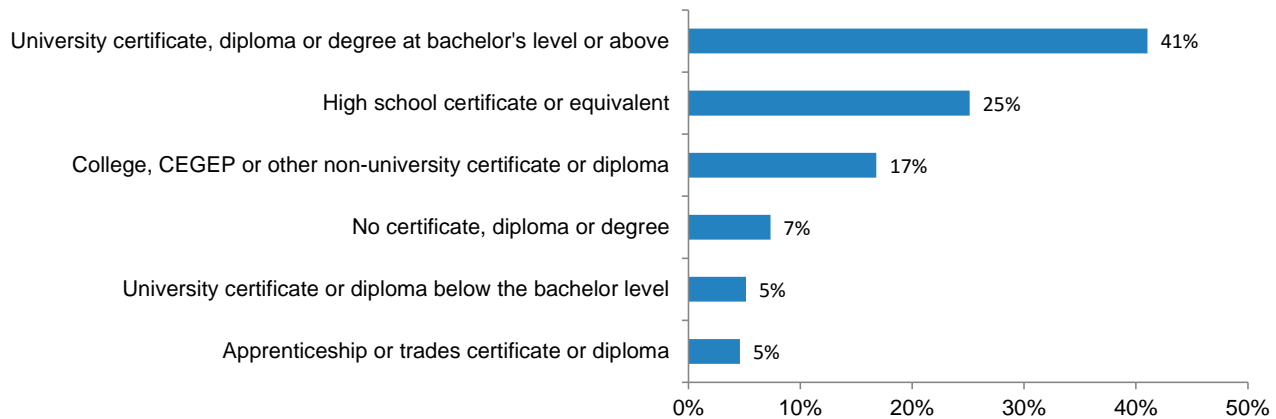 University certificate, diploma or degree at bachelor's level or above 41%
High school certificate or equivalent 25%
College, CEGEP or other non-university certificate or diploma 17%
No certificate, diploma or degree 7%
University certificate or diploma below the bachelor level 5%
Apprenticeship or trades certificate or diploma 5%
0% 10% 20% 30% 40% 50%